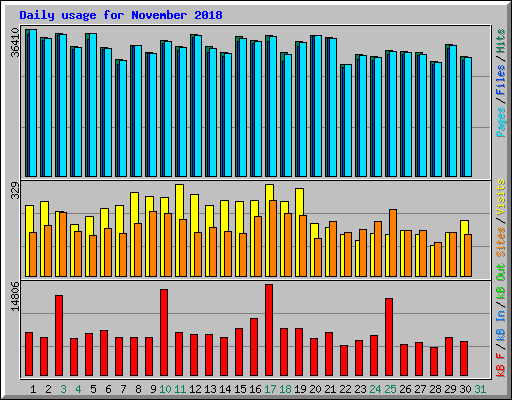 Daily usage for November 2018
36410
Pages / Files / Hits
329
Sites / Visits
14806
kB F / kB In / kB Out
1 2 3 4 5 6 7 8 9 10 11 12 13 14 15 16 17 18 19 20 21 22 23 24 25 26 27 28 29 30 31